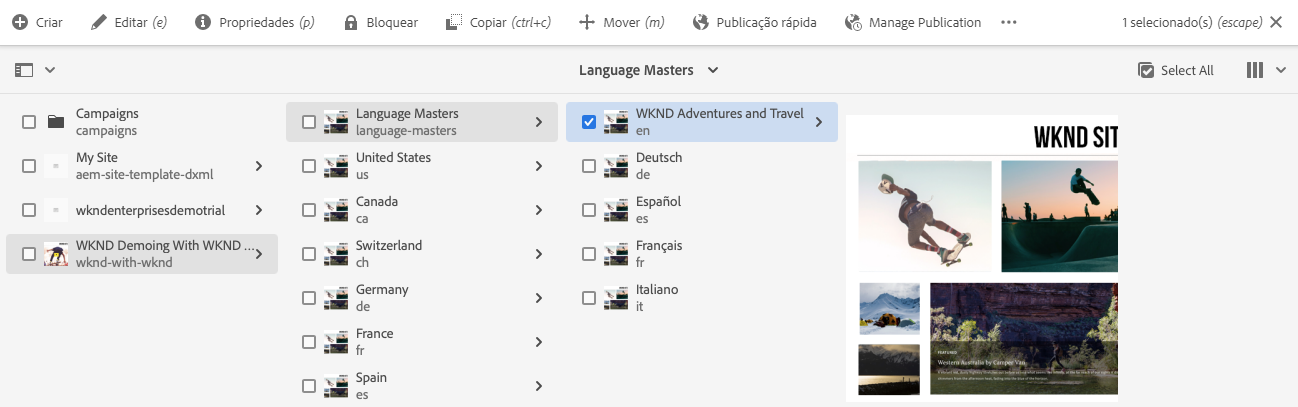 Criar
Editar (e)
Propriedades (p)
Bloquear
Copiar (ctrl+c)
Mover (m)
Publicação rápida
Manage Publication
1 selecionado(s) (escape)
Language Masters
Select All
Campaigns
campaigns
My Site
aem-site-template-dxml
wkndenterprisesdemotrial
WKND Demoing With WKND ...
wknd-with-wknd
Language Masters
language-masters
United States
us
Canada
ca
Switzerland
ch
Germany
de
France
fr
Spain
es
WKND Adventures and Travel
en
Deutsch
de
Español
es
Français
fr
Italiano
it
WKND SIT
FEATURED
Western Australia by Camper Van